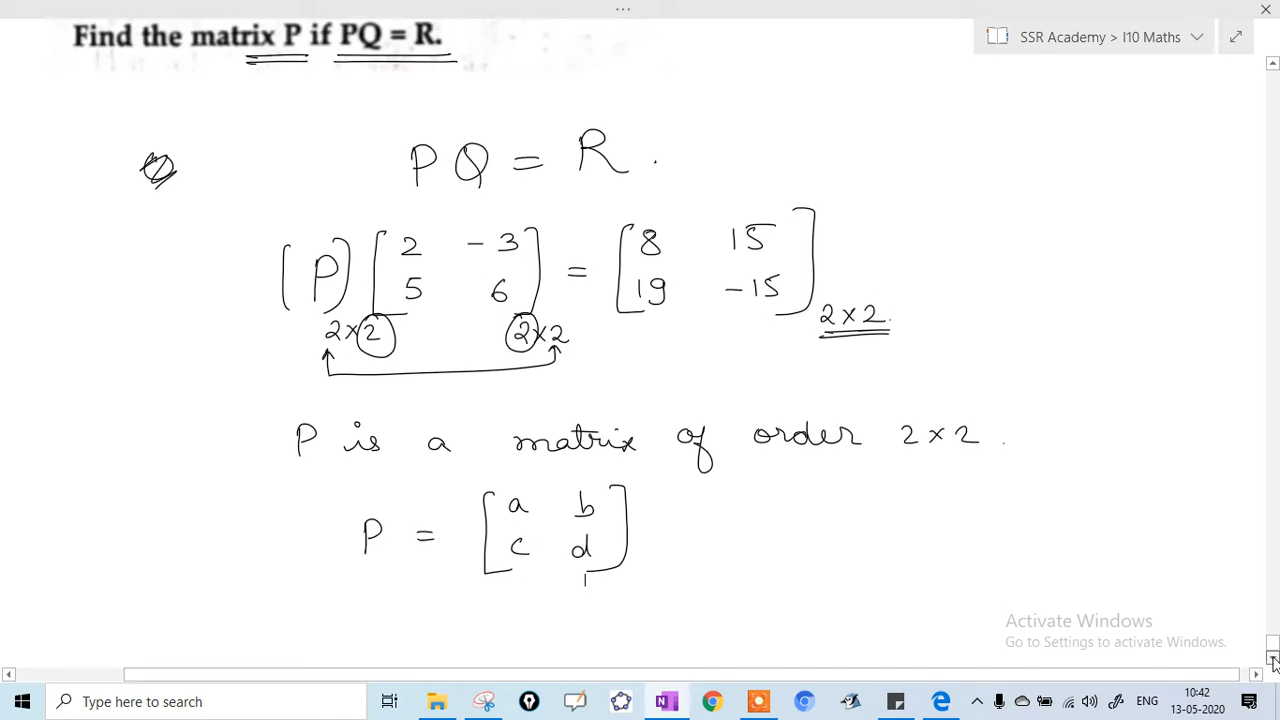 ...
SSR Academy > I10 Maths
Find the matrix P if PQ = R.
PQ = R.
(P) [2 -3 = [8 15
5 6] 19 -15]
2×2 2×2 2×2.
P is a matrix of order 2×2.
P = [a b
c d]
Activate Windows
Go to Settings to activate Windows.
Type here to search
ENG
10:42
13-05-2020